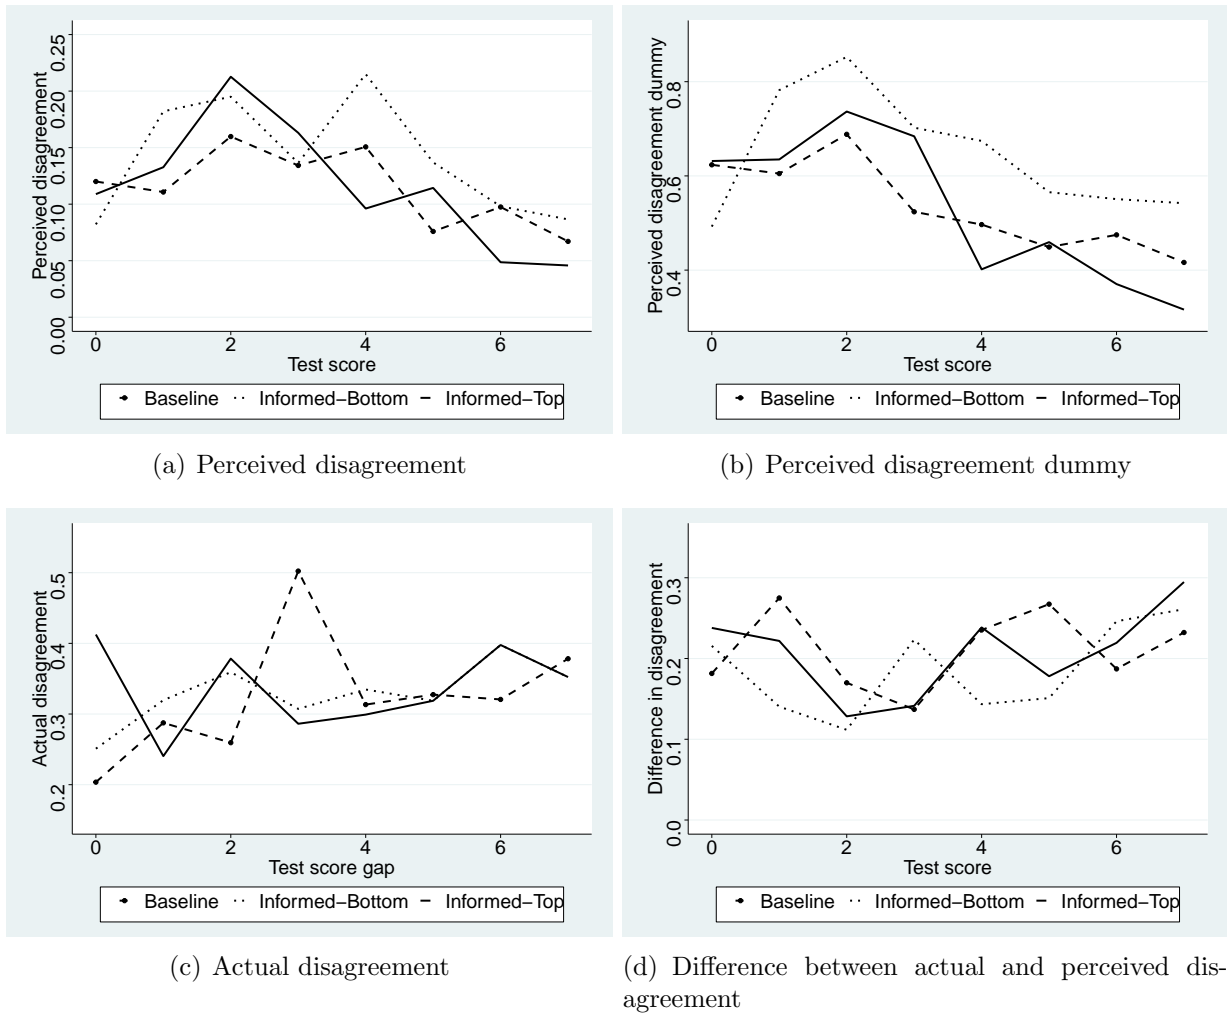 Perceived disagreement
0.00 0.05 0.10 0.15 0.20 0.25
0 2 4 6
Test score
Baseline Informed−Bottom Informed−Top
(a) Perceived disagreement
Perceived disagreement dummy
0.4 0.6 0.8
0 2 4 6
Test score
Baseline Informed−Bottom Informed−Top
(b) Perceived disagreement dummy
Actual disagreement
0.2 0.3 0.4 0.5
0 2 4 6
Test score gap
Baseline Informed−Bottom Informed−Top
(c) Actual disagreement
Difference in disagreement
0.0 0.1 0.2 0.3
0 2 4 6
Test score
Baseline Informed−Bottom Informed−Top
(d) Difference between actual and perceived dis-
agreement